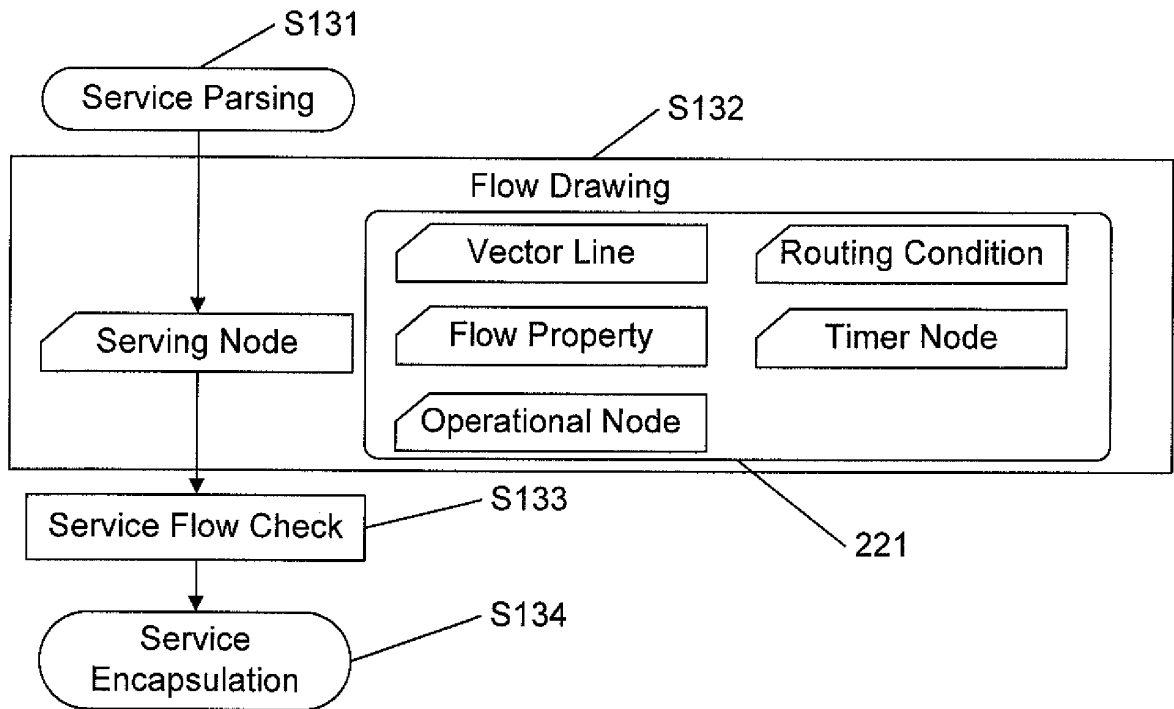 S131
Service Parsing
S132
Flow Drawing
Vector Line
Routing Condition
Serving Node
Flow Property
Timer Node
Operational Node
S133
Service Flow Check
221
S134
Service
Encapsulation